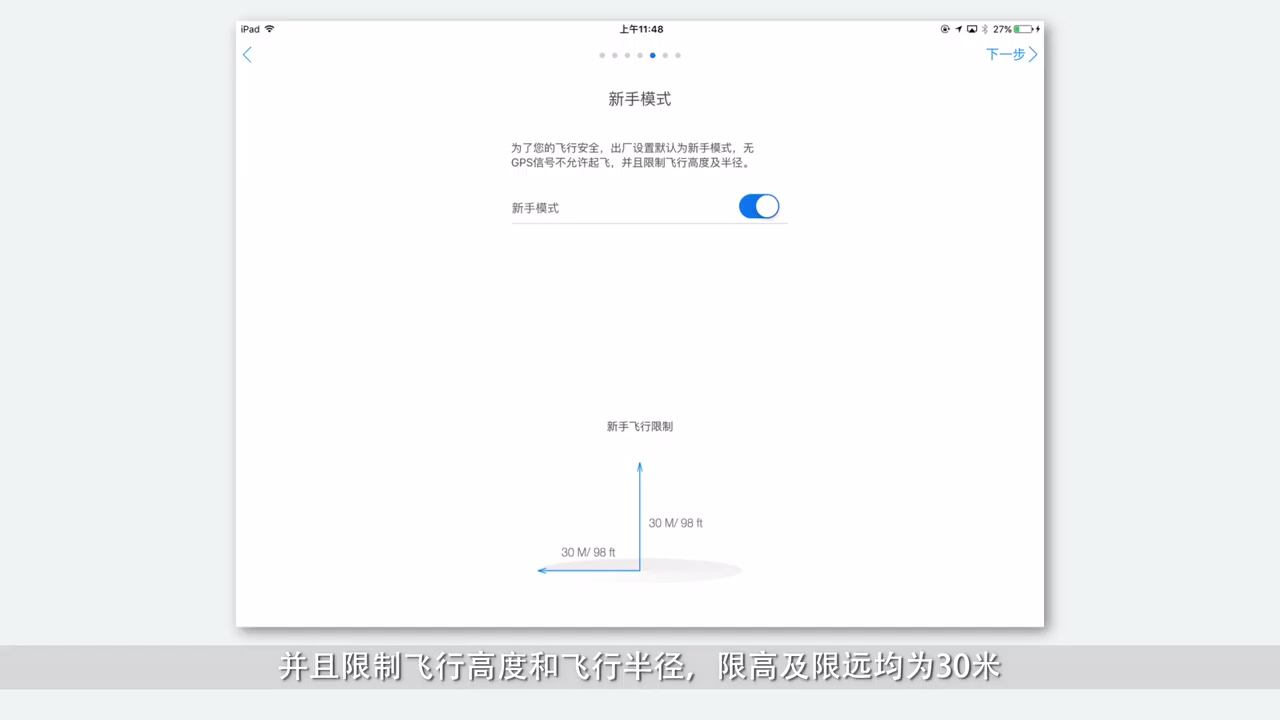 iPad
上午11:48
27%
下一步
新手模式
为了您的飞行安全，出厂设置默认为新手模式，无
GPS信号不允许起飞，并且限制飞行高度及半径。
新手模式
新手飞行限制
30 M/ 98 ft
30 M/ 98 ft
并且限制飞行高度和飞行半径，限高及限远均为30米